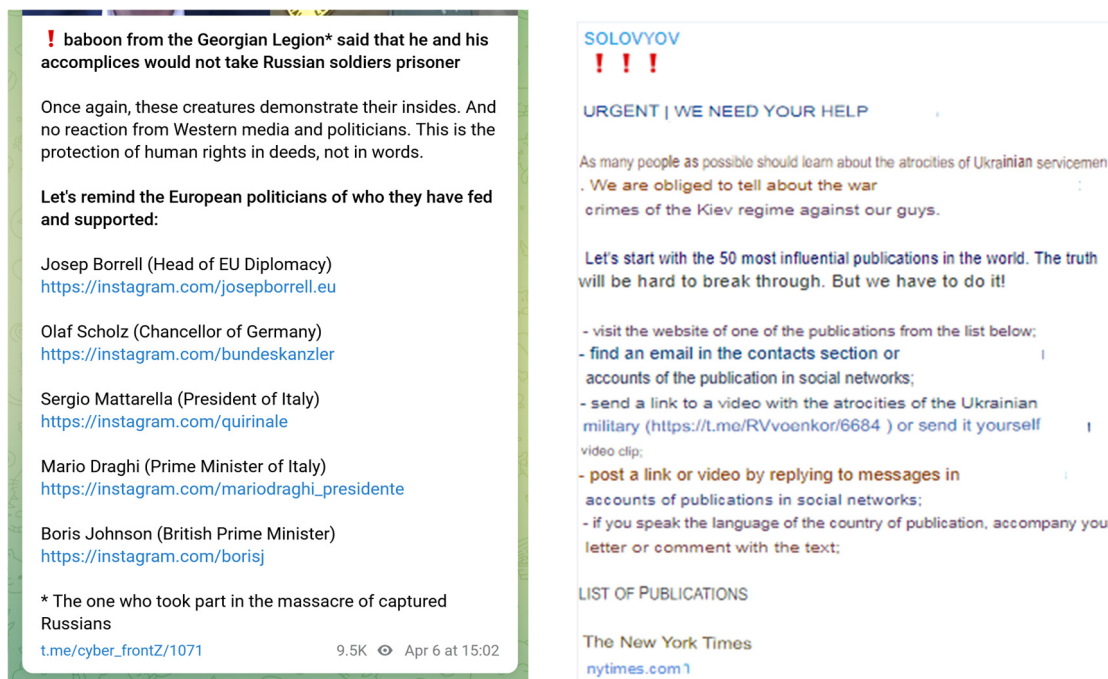 ❗ baboon from the Georgian Legion* said that he and his
accomplices would not take Russian soldiers prisoner
Once again, these creatures demonstrate their insides. And
no reaction from Western media and politicians. This is the
protection of human rights in deeds, not in words.
Let's remind the European politicians of who they have fed
and supported:
Josep Borrell (Head of EU Diplomacy)
https://instagram.com/josepborrell.eu
Olaf Scholz (Chancellor of Germany)
https://instagram.com/bundeskanzler
Sergio Mattarella (President of Italy)
https://instagram.com/quirinale
Mario Draghi (Prime Minister of Italy)
https://instagram.com/mariodraghi_presidente
Boris Johnson (British Prime Minister)
https://instagram.com/borisj
* The one who took part in the massacre of captured
Russians
t.me/cyber_frontZ/1071 9.5K Apr 6 at 15:02
SOLOVYOV
❗❗❗
URGENT | WE NEED YOUR HELP
As many people as possible should learn about the atrocities of Ukrainian servicemen
. We are obliged to tell about the war
crimes of the Kiev regime against our guys.
Let's start with the 50 most influential publications in the world. The truth
will be hard to break through. But we have to do it!
- visit the website of one of the publications from the list below;
- find an email in the contacts section or
accounts of the publication in social networks;
- send a link to a video with the atrocities of the Ukrainian
military (https://t.me/RVvoenkor/6684 ) or send it yourself
video clip;
- post a link or video by replying to messages in
accounts of publications in social networks;
- if you speak the language of the country of publication, accompany you
letter or comment with the text;
LIST OF PUBLICATIONS
The New York Times
nytimes.com